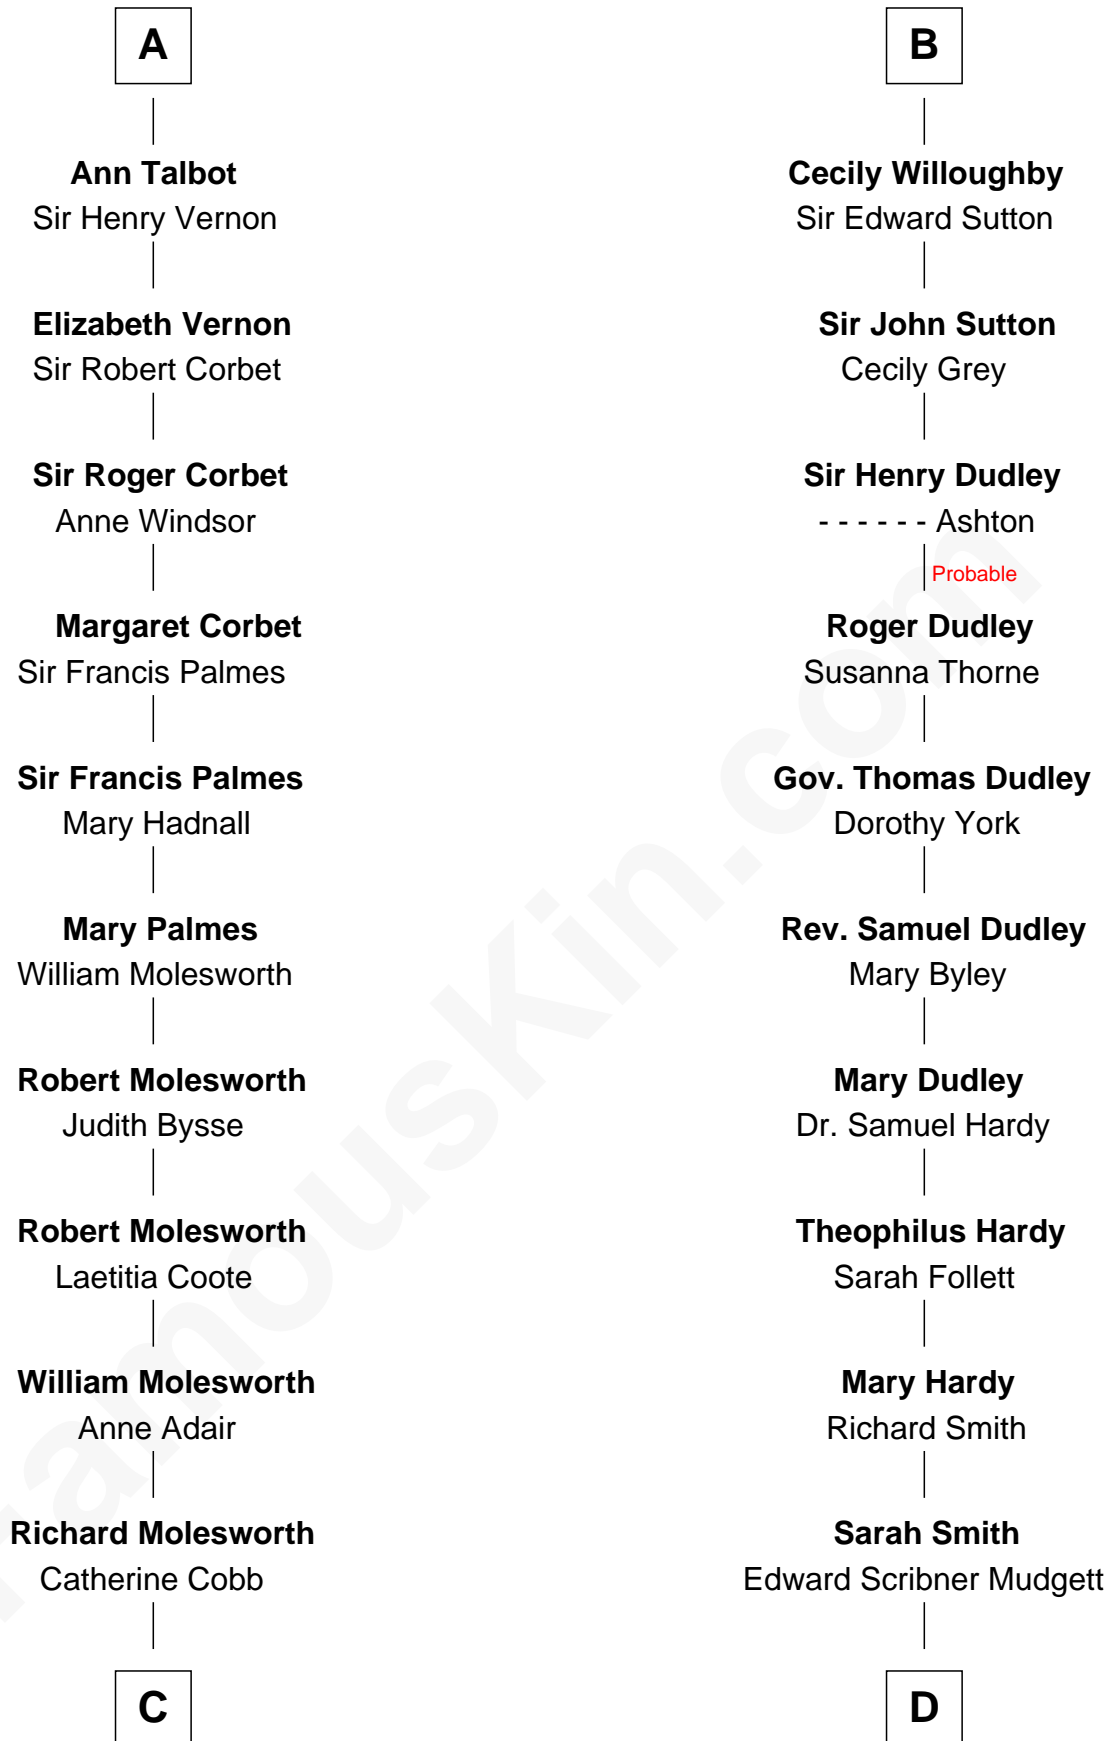 A
Ann Talbot
Sir Henry Vernon
Elizabeth Vernon
Sir Robert Corbet
Sir Roger Corbet
Anne Windsor
Margaret Corbet
Sir Francis Palmes
Sir Francis Palmes
Mary Hadnall
Mary Palmes
William Molesworth
Robert Molesworth
Judith Bysse
Robert Molesworth
Laetitia Coote
William Molesworth
Anne Adair
Richard Molesworth
Catherine Cobb
C
B
Cecily Willoughby
Sir Edward Sutton
Sir John Sutton
Cecily Grey
Sir Henry Dudley
- - - - - - Ashton
Probable
Roger Dudley
Susanna Thorne
Gov. Thomas Dudley
Dorothy York
Rev. Samuel Dudley
Mary Byley
Mary Dudley
Dr. Samuel Hardy
Theophilus Hardy
Sarah Follett
Mary Hardy
Richard Smith
Sarah Smith
Edward Scribner Mudgett
D
FamousKin.com